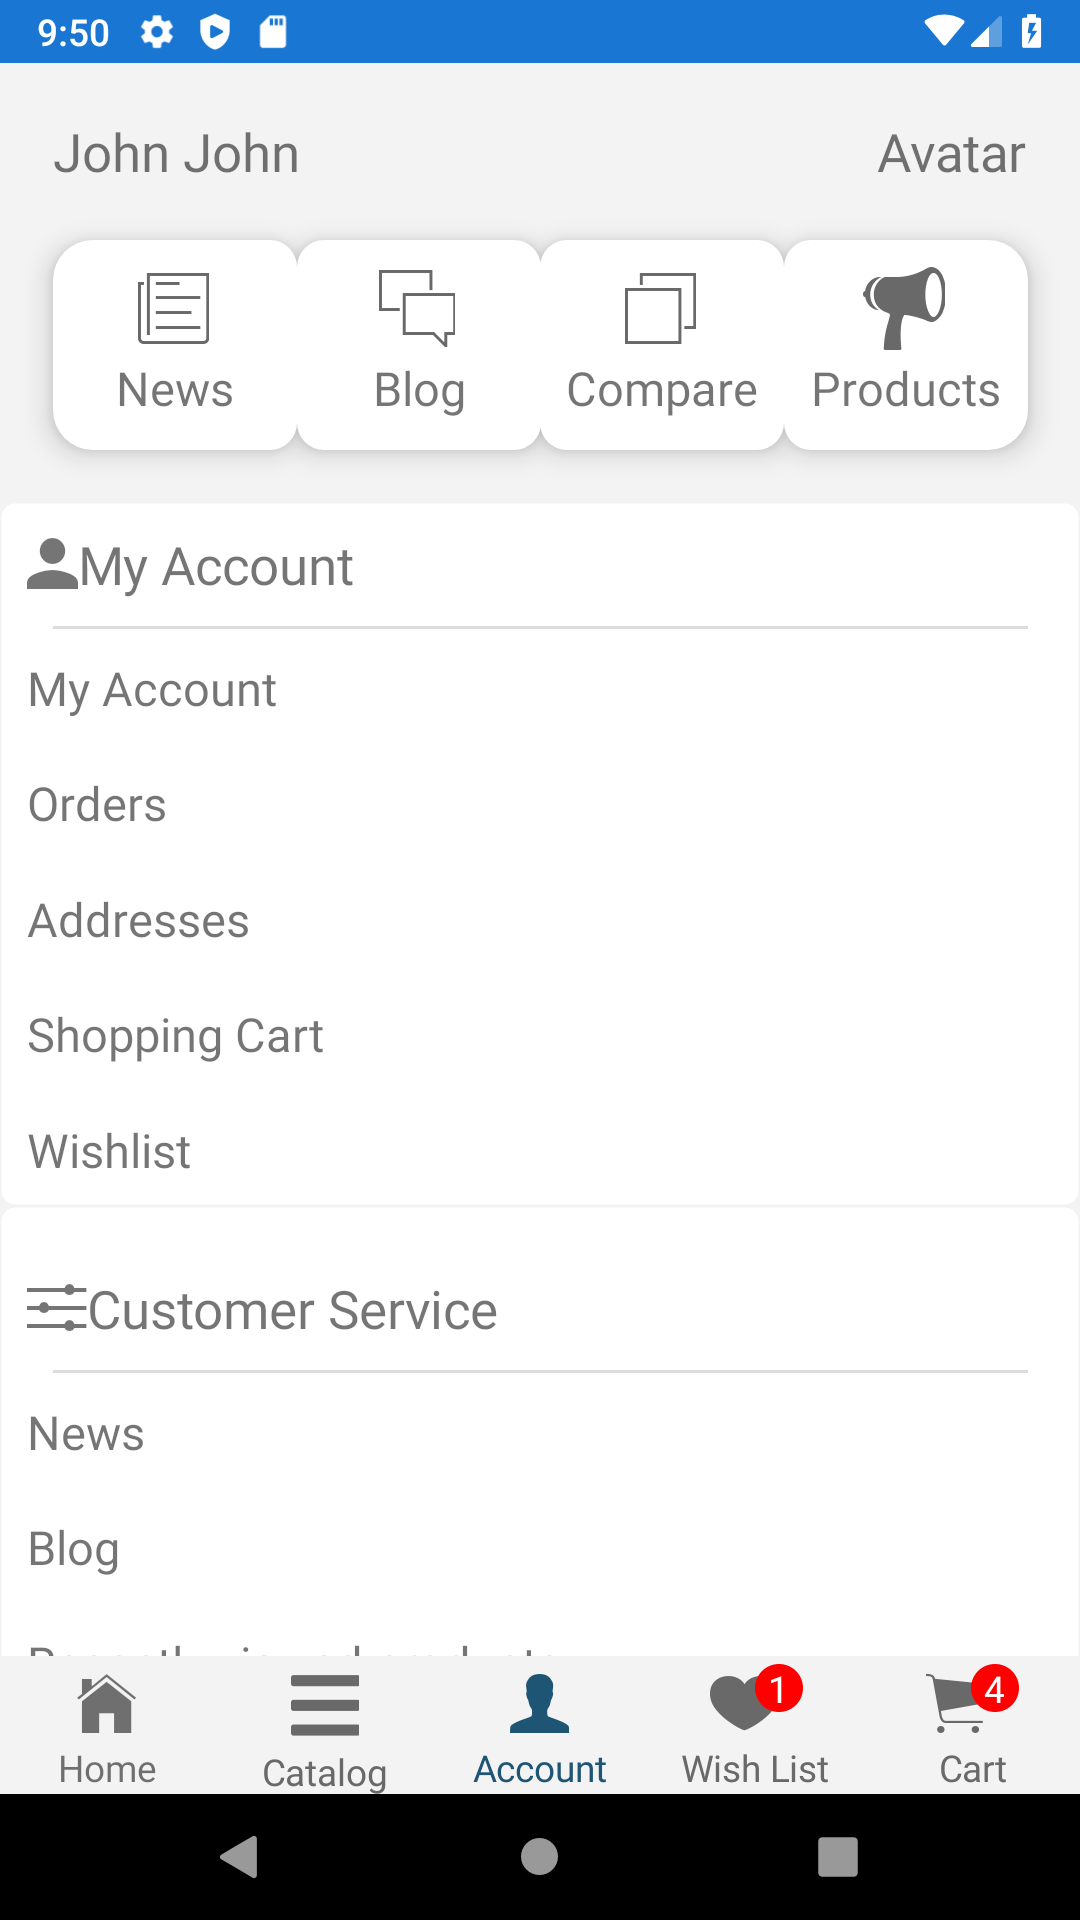 9:50
John John
Avatar
News
Blog
Compare
Products
My Account
My Account
Orders
Addresses
Shopping Cart
Wishlist
Customer Service
News
Blog
1
4
Home
Catalog
Account
Wish List
Cart